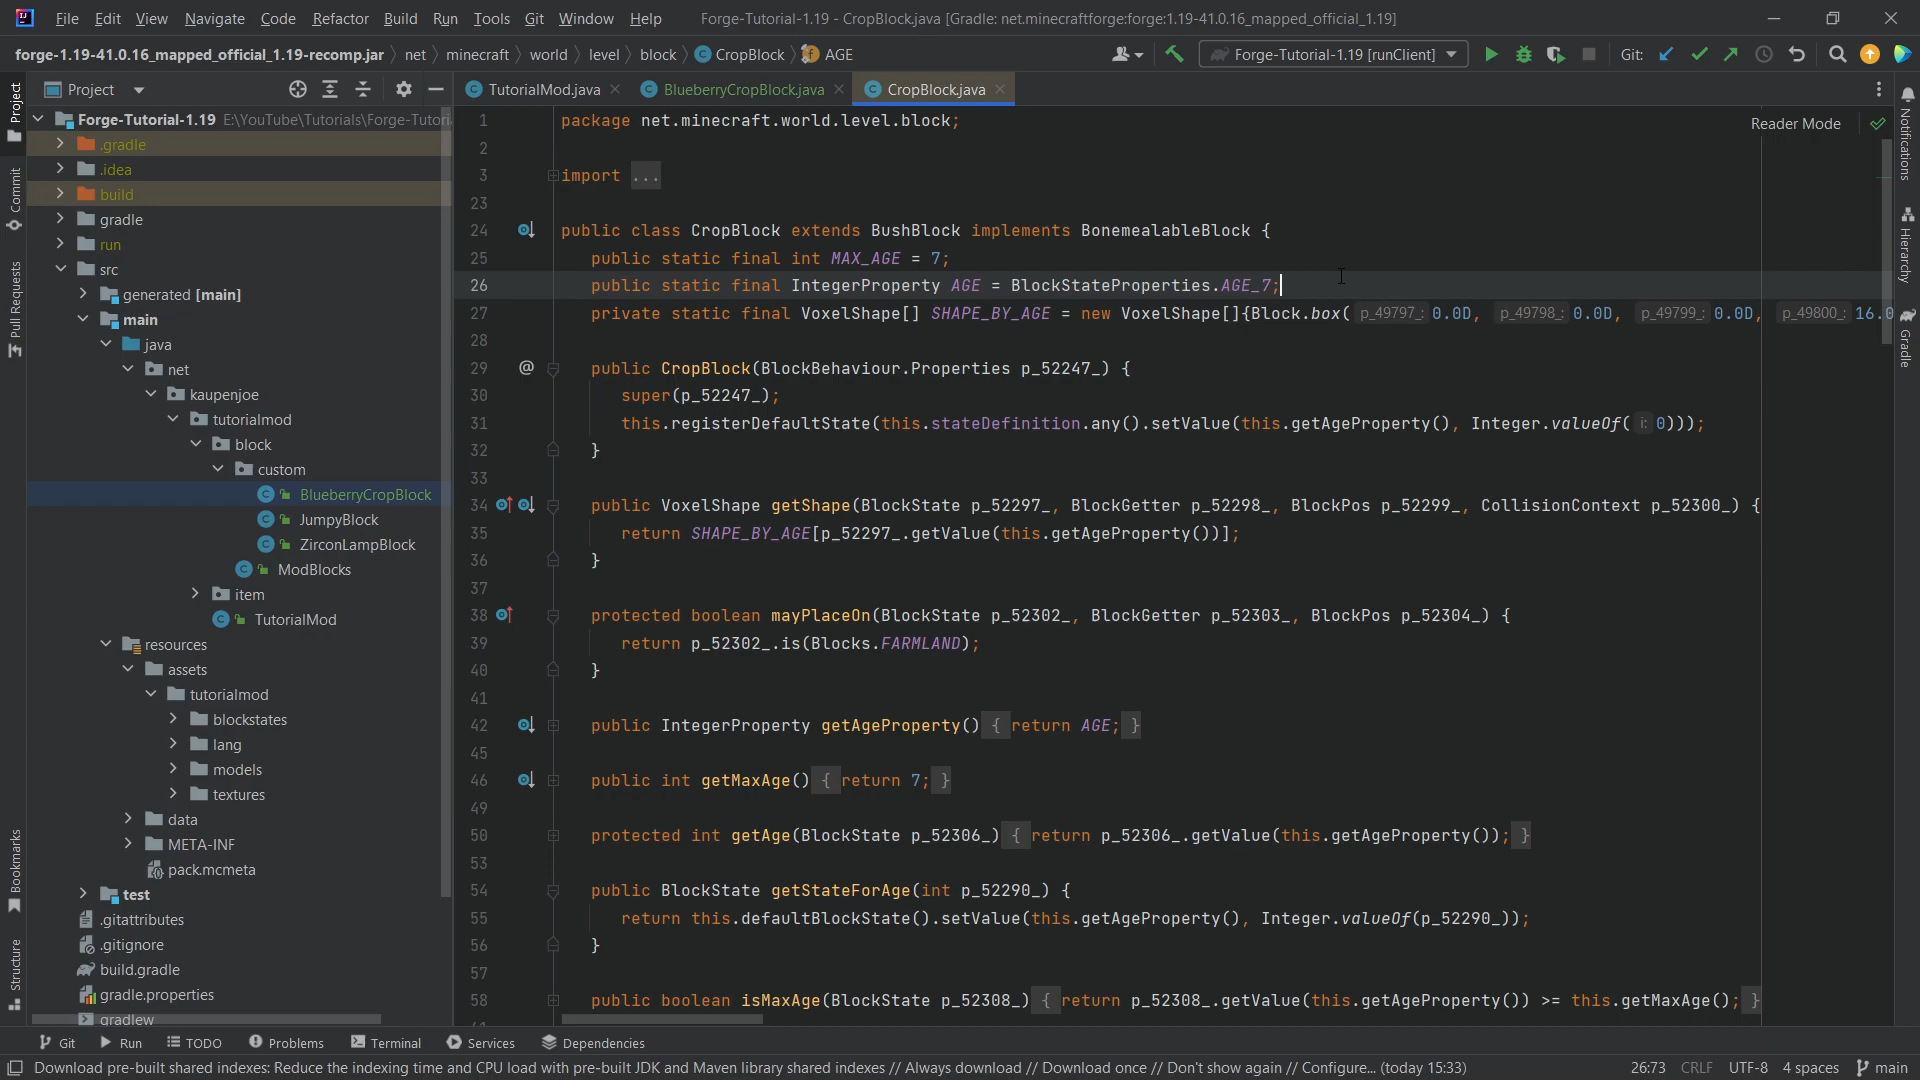 File Edit View Navigate Code Refactor Build Run Tools Git Window Help Forge-Tutorial-1.19 - CropBlock.java [Gradle: net.minecraftforge:forge:1.19-41.0.16_mapped_official_1.19]
forge-1.19-41.0.16_mapped_official_1.19-recomp.jar net minecraft world level block CropBlock AGE Forge-Tutorial-1.19 [runClient] Git:
Project
TutorialMod.java BlueberryCropBlock.java CropBlock.java
Reader Mode
Project
Commit
Pull Requests
Bookmarks
Structure
Forge-Tutorial-1.19 E:\YouTube\Tutorials\Forge-Tutori
.gradle
.idea
build
gradle
run
src
generated [main]
main
java
net
kaupenjoe
tutorialmod
block
custom
BlueberryCropBlock
JumpyBlock
ZirconLampBlock
ModBlocks
item
TutorialMod
resources
assets
tutorialmod
blockstates
lang
models
textures
data
META-INF
pack.mcmeta
test
.gitattributes
.gitignore
build.gradle
gradle.properties
gradlew
1 package net.minecraft.world.level.block;
2
3 import ...
23
24 public class CropBlock extends BushBlock implements BonemealableBlock {
25 public static final int MAX_AGE = 7;
26 public static final IntegerProperty AGE = BlockStateProperties.AGE_7;
27 private static final VoxelShape[] SHAPE_BY_AGE = new VoxelShape[]{Block.box( p_49797_: 0.0D, p_49798_: 0.0D, p_49799_: 0.0D, p_49800_: 16.0
28
29 @ public CropBlock(BlockBehaviour.Properties p_52247_) {
30 super(p_52247_);
31 this.registerDefaultState(this.stateDefinition.any().setValue(this.getAgeProperty(), Integer.valueOf( i: 0)));
32 }
33
34 public VoxelShape getShape(BlockState p_52297_, BlockGetter p_52298_, BlockPos p_52299_, CollisionContext p_52300_) {
35 return SHAPE_BY_AGE[p_52297_.getValue(this.getAgeProperty())];
36 }
37
38 protected boolean mayPlaceOn(BlockState p_52302_, BlockGetter p_52303_, BlockPos p_52304_) {
39 return p_52302_.is(Blocks.FARMLAND);
40 }
41
42 public IntegerProperty getAgeProperty() { return AGE; }
45
46 public int getMaxAge() { return 7; }
49
50 protected int getAge(BlockState p_52306_) { return p_52306_.getValue(this.getAgeProperty()); }
53
54 public BlockState getStateForAge(int p_52290_) {
55 return this.defaultBlockState().setValue(this.getAgeProperty(), Integer.valueOf(p_52290_));
56 }
57
58 public boolean isMaxAge(BlockState p_52308_) { return p_52308_.getValue(this.getAgeProperty()) >= this.getMaxAge(); }
Notifications
Hierarchy
Gradle
Git Run TODO Problems Terminal Services Dependencies
Download pre-built shared indexes: Reduce the indexing time and CPU load with pre-built JDK and Maven library shared indexes // Always download // Download once // Don't show again // Configure... (today 15:33) 26:73 CRLF UTF-8 4 spaces main